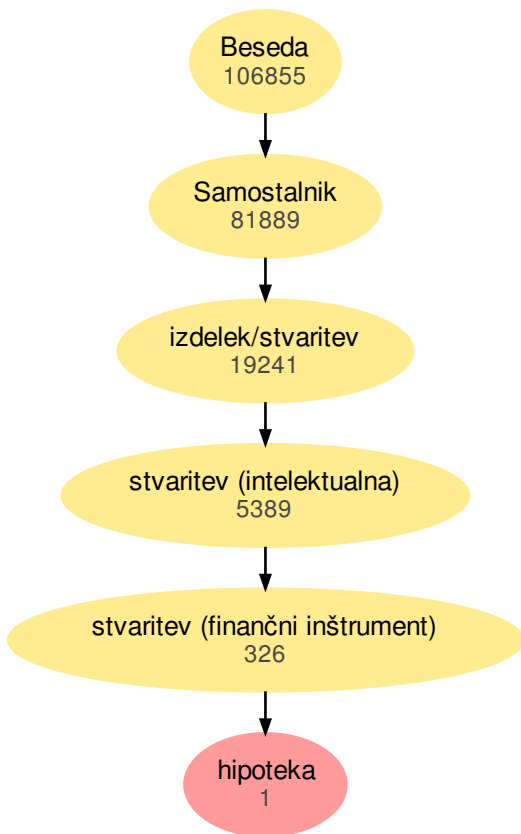 Beseda
106855
Samostalnik
81889
izdelek/stvaritev
19241
stvaritev (intelektualna)
5389
stvaritev (finančni inštrument)
326
hipoteka
1